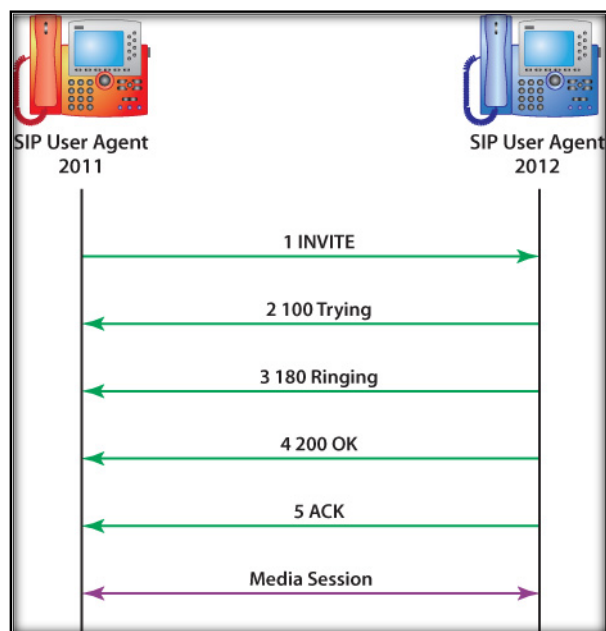 SIP User Agent
2011
SIP User Agent
2012
1 INVITE
2 100 Trying
3 180 Ringing
4 200 OK
5 ACK
Media Session